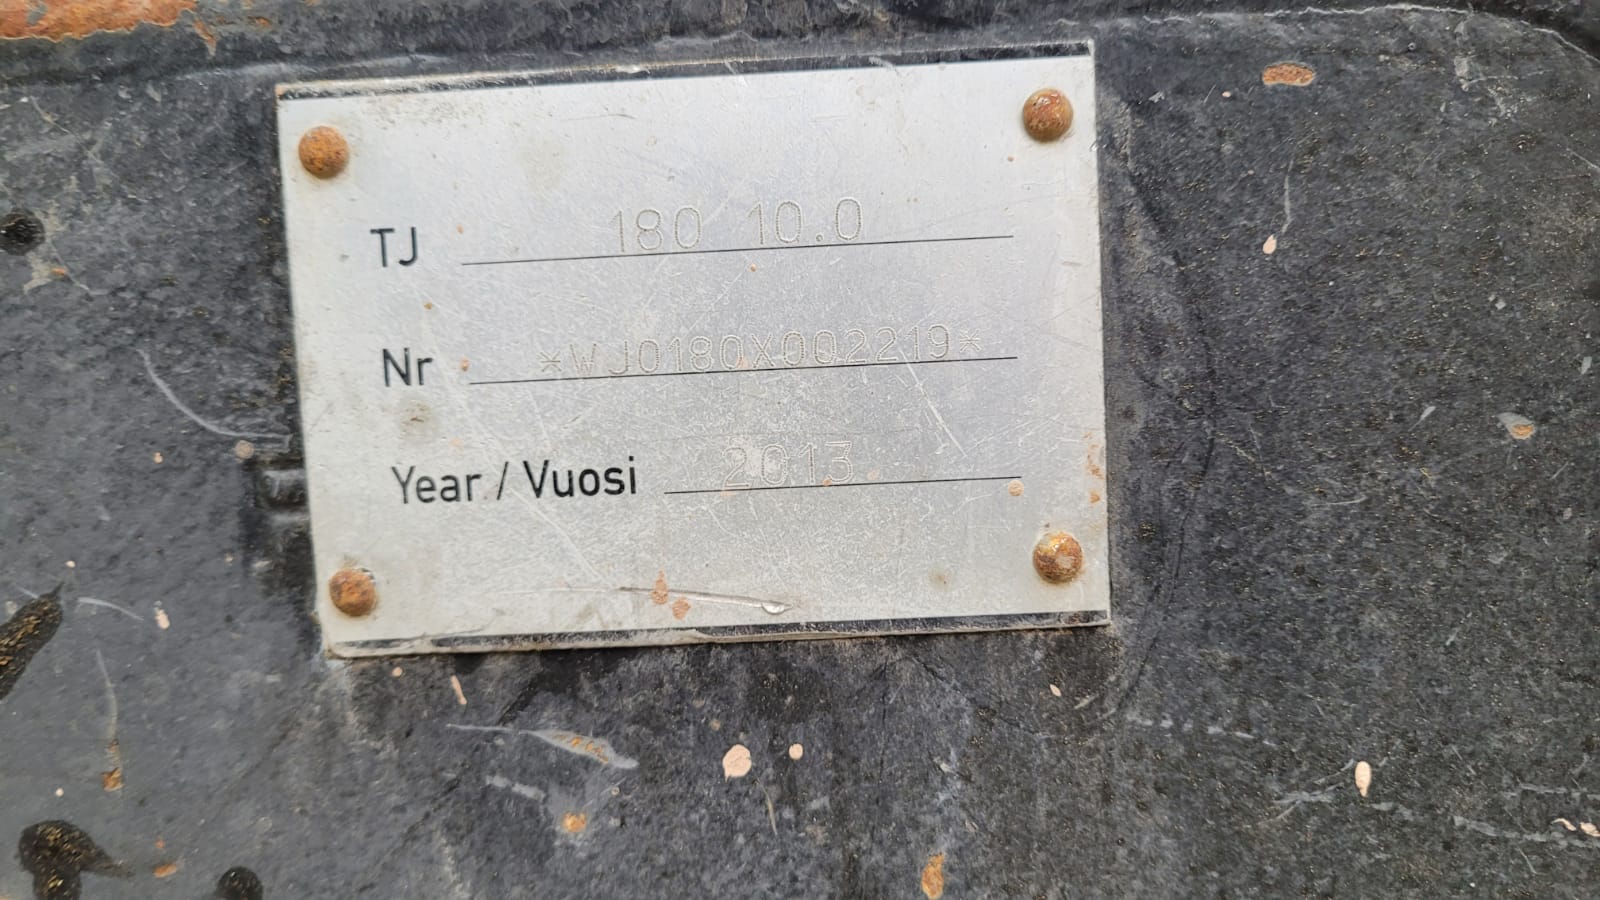 TJ 180 10.0
Nr *WJ0180X002219*
Year / Vuosi 2013